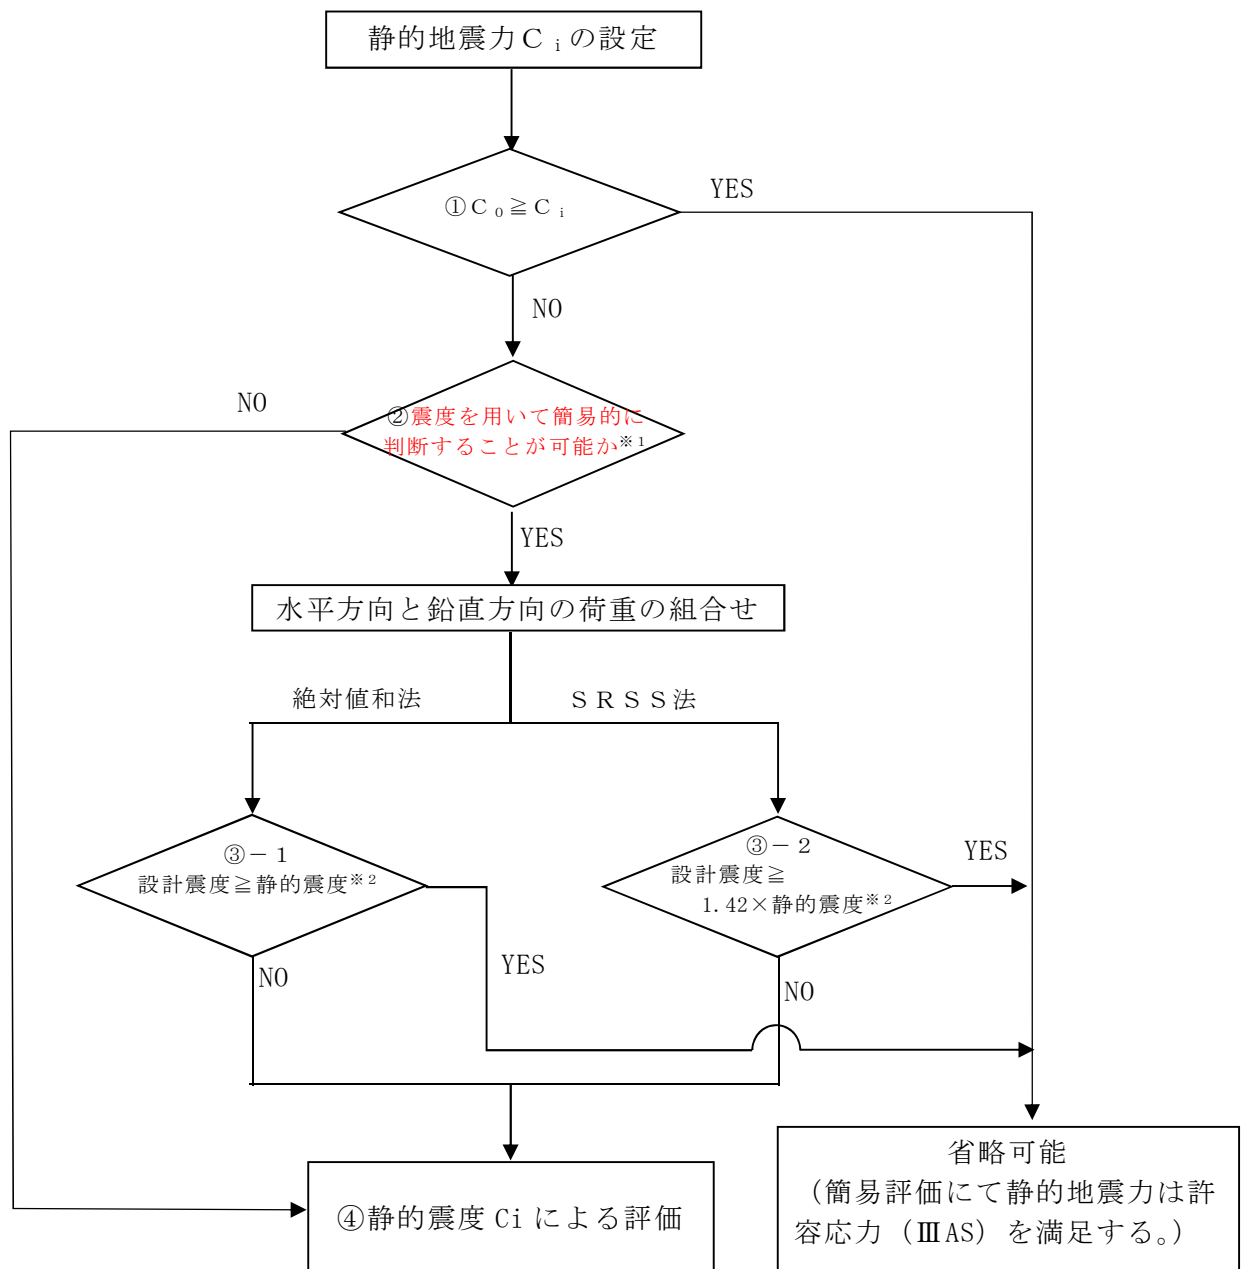 静的地震力Ｃｉの設定
①Ｃ０≧Ｃｉ
YES
NO
②震度を用いて簡易的に
判断することが可能か※1
NO
YES
水平方向と鉛直方向の荷重の組合せ
絶対値和法
ＳＲＳＳ法
③－１
設計震度≧静的震度※2
③－２
設計震度≧
1.42×静的震度※2
YES
YES
NO
NO
④静的震度 Ci による評価
省略可能
（簡易評価にて静的地震力は許
容応力（ⅢAS）を満足する。）